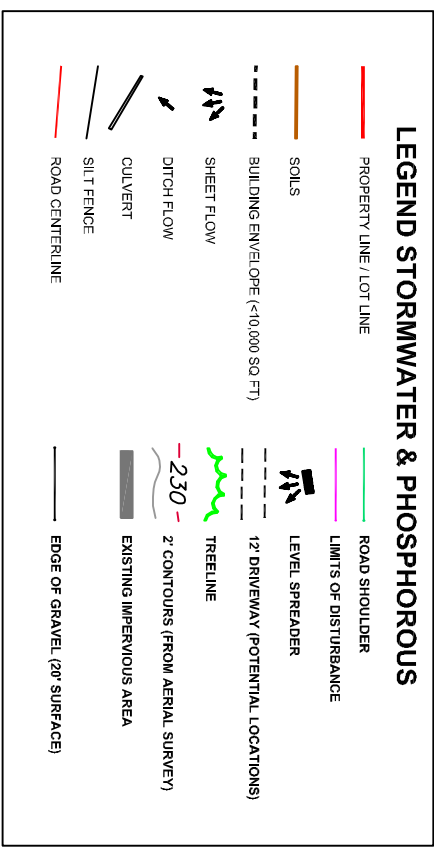 LEGEND STORMWATER & PHOSPHOROUS
PROPERTY LINE / LOT LINE
SOILS
BUILDING ENVELOPE (<10,000 SQ FT)
SHEET FLOW
DITCH FLOW
CULVERT
SILT FENCE
ROAD CENTERLINE
ROAD SHOULDER
LIMITS OF DISTURBANCE
LEVEL SPREADER
12' DRIVEWAY (POTENTIAL LOCATIONS)
TREELINE
230
2' CONTOURS (FROM AERIAL SURVEY)
EXISTING IMPERVIOUS AREA
EDGE OF GRAVEL (20' SURFACE)